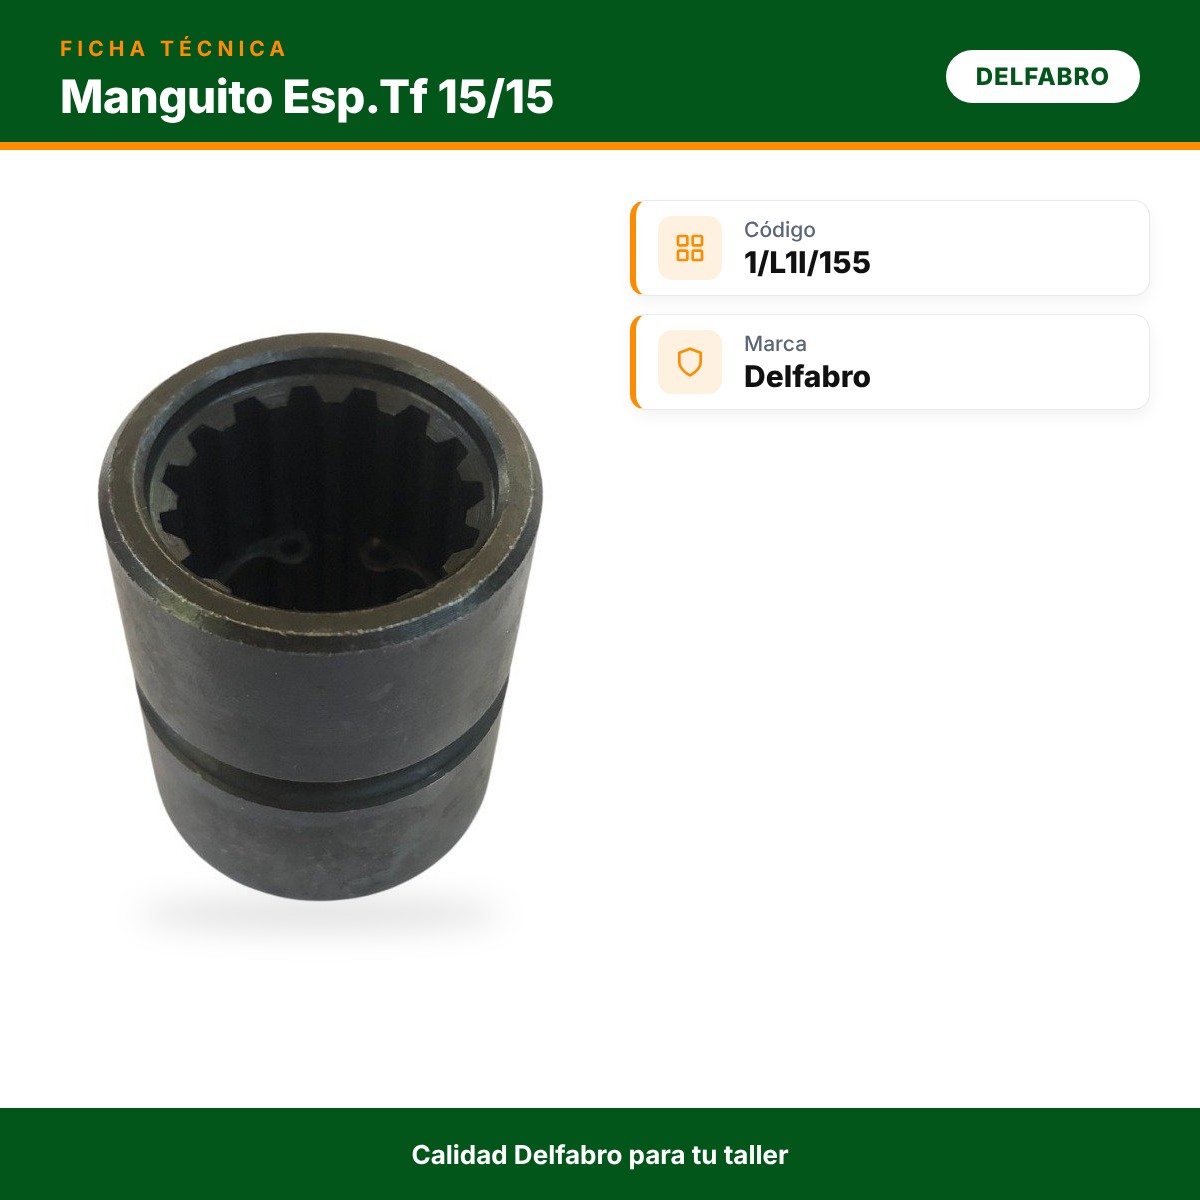 FICHA TÉCNICA
Manguito Esp.Tf 15/15
DELFABRO
Código
1/L1I/155
Marca
Delfabro
Calidad Delfabro para tu taller